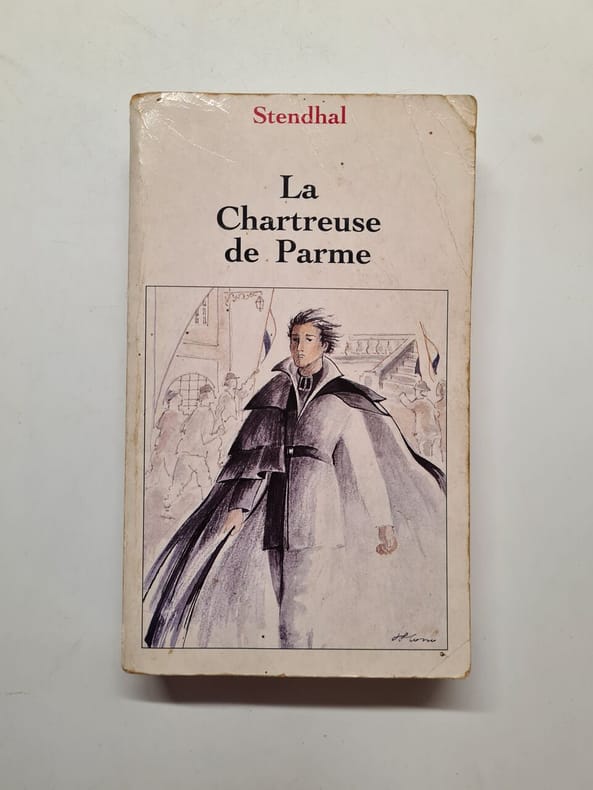 Stendhal
La
Chartreuse
de Parme